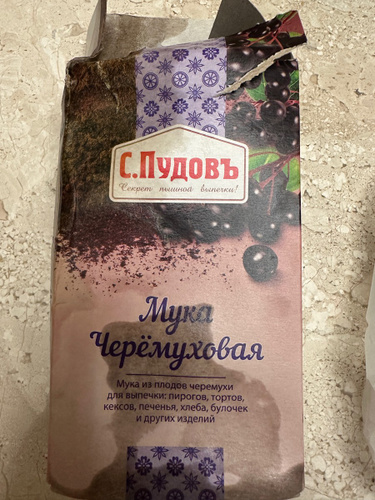 С.Пудовъ
Секрет пышной выпечки!
Мука
Черёмуховая
Мука из плодов черемухи
для выпечки: пирогов, тортов,
кексов, печенья, хлеба, булочек
и других изделий